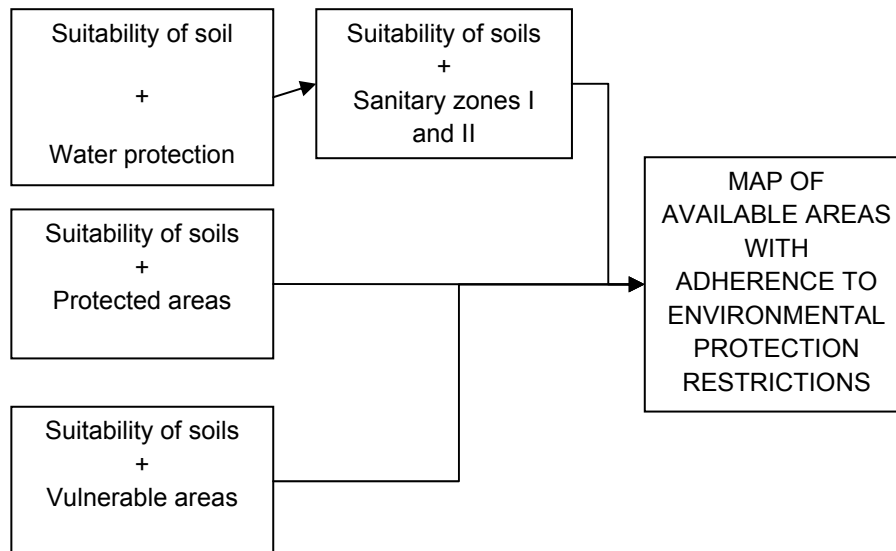 Suitability of soil
+
Water protection
Suitability of soils
+
Sanitary zones I
and II
Suitability of soils
+
Protected areas
Suitability of soils
+
Vulnerable areas
MAP OF
AVAILABLE AREAS
WITH
ADHERENCE TO
ENVIRONMENTAL
PROTECTION
RESTRICTIONS